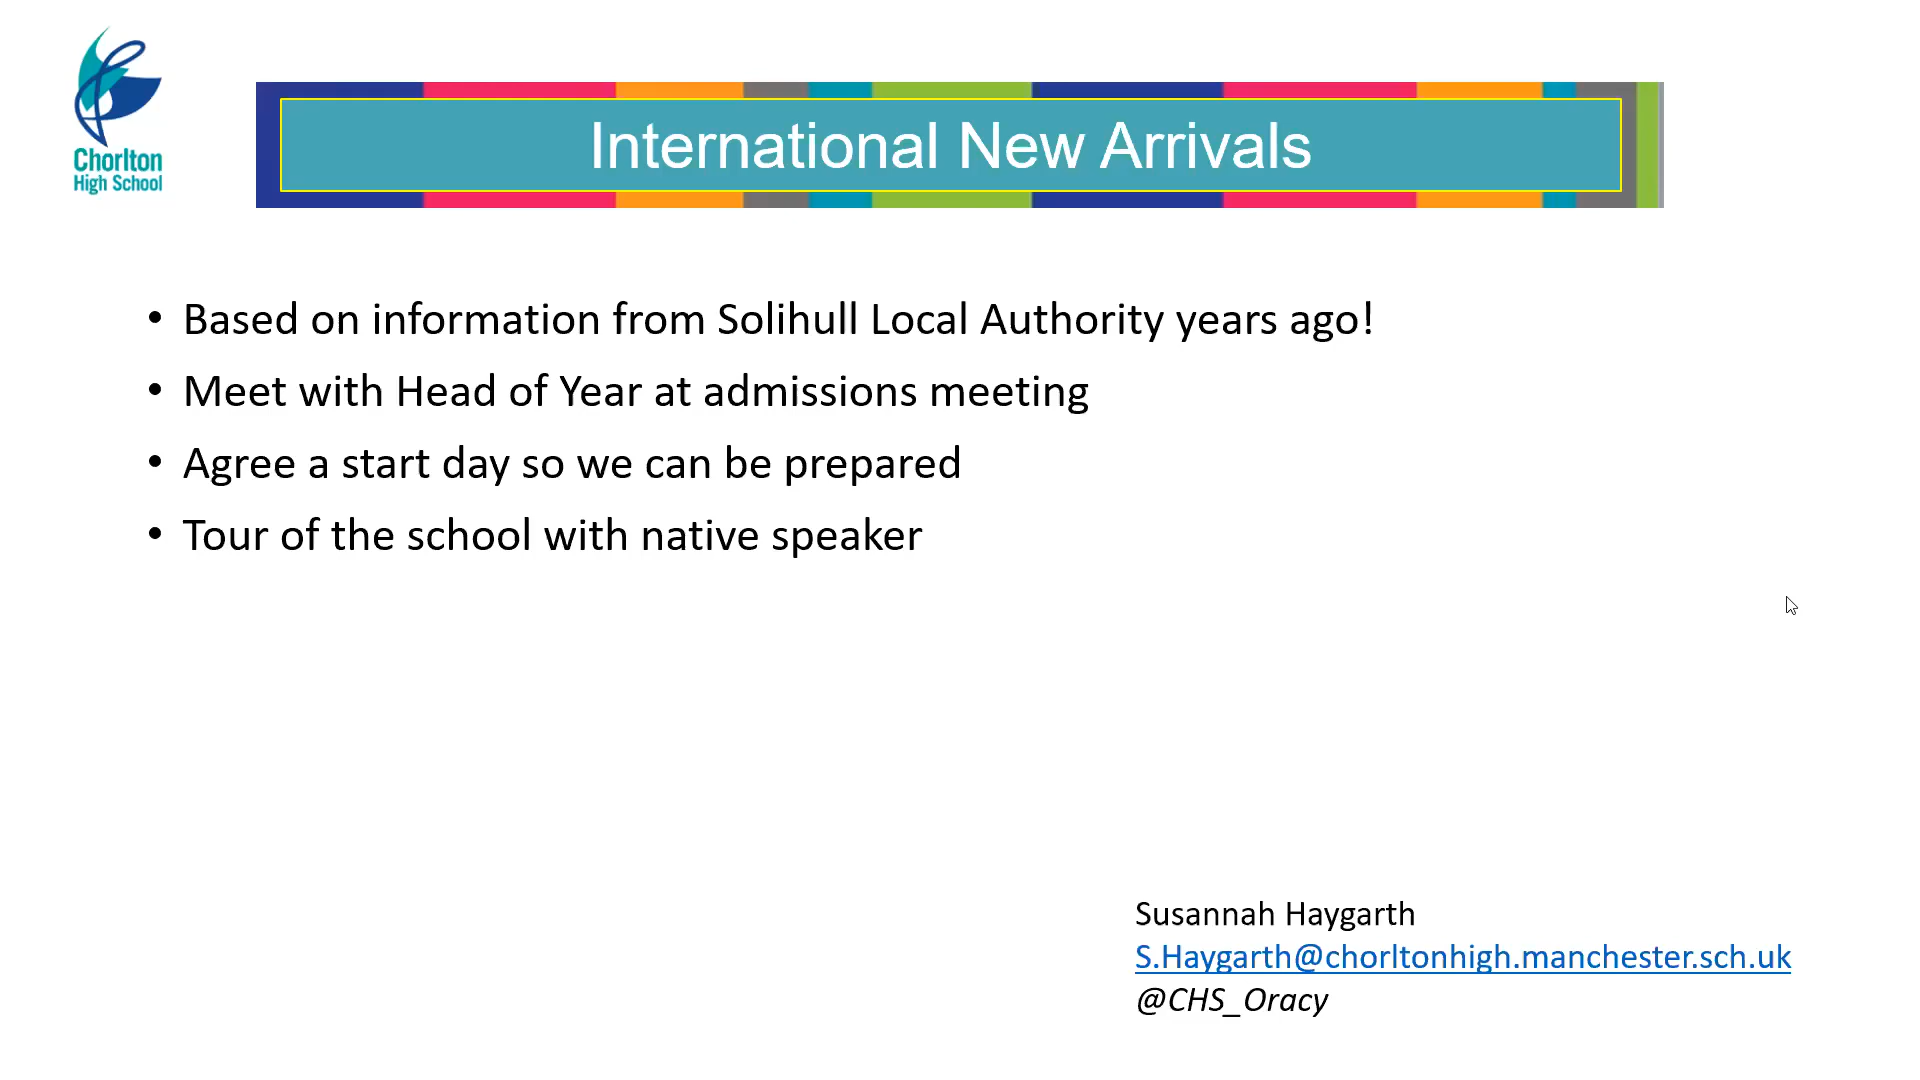 Chorlton
High School
International New Arrivals
• Based on information from Solihull Local Authority years ago!
• Meet with Head of Year at admissions meeting
• Agree a start day so we can be prepared
• Tour of the school with native speaker
Susannah Haygarth
S.Haygarth@chorltonhigh.manchester.sch.uk
@CHS_Oracy